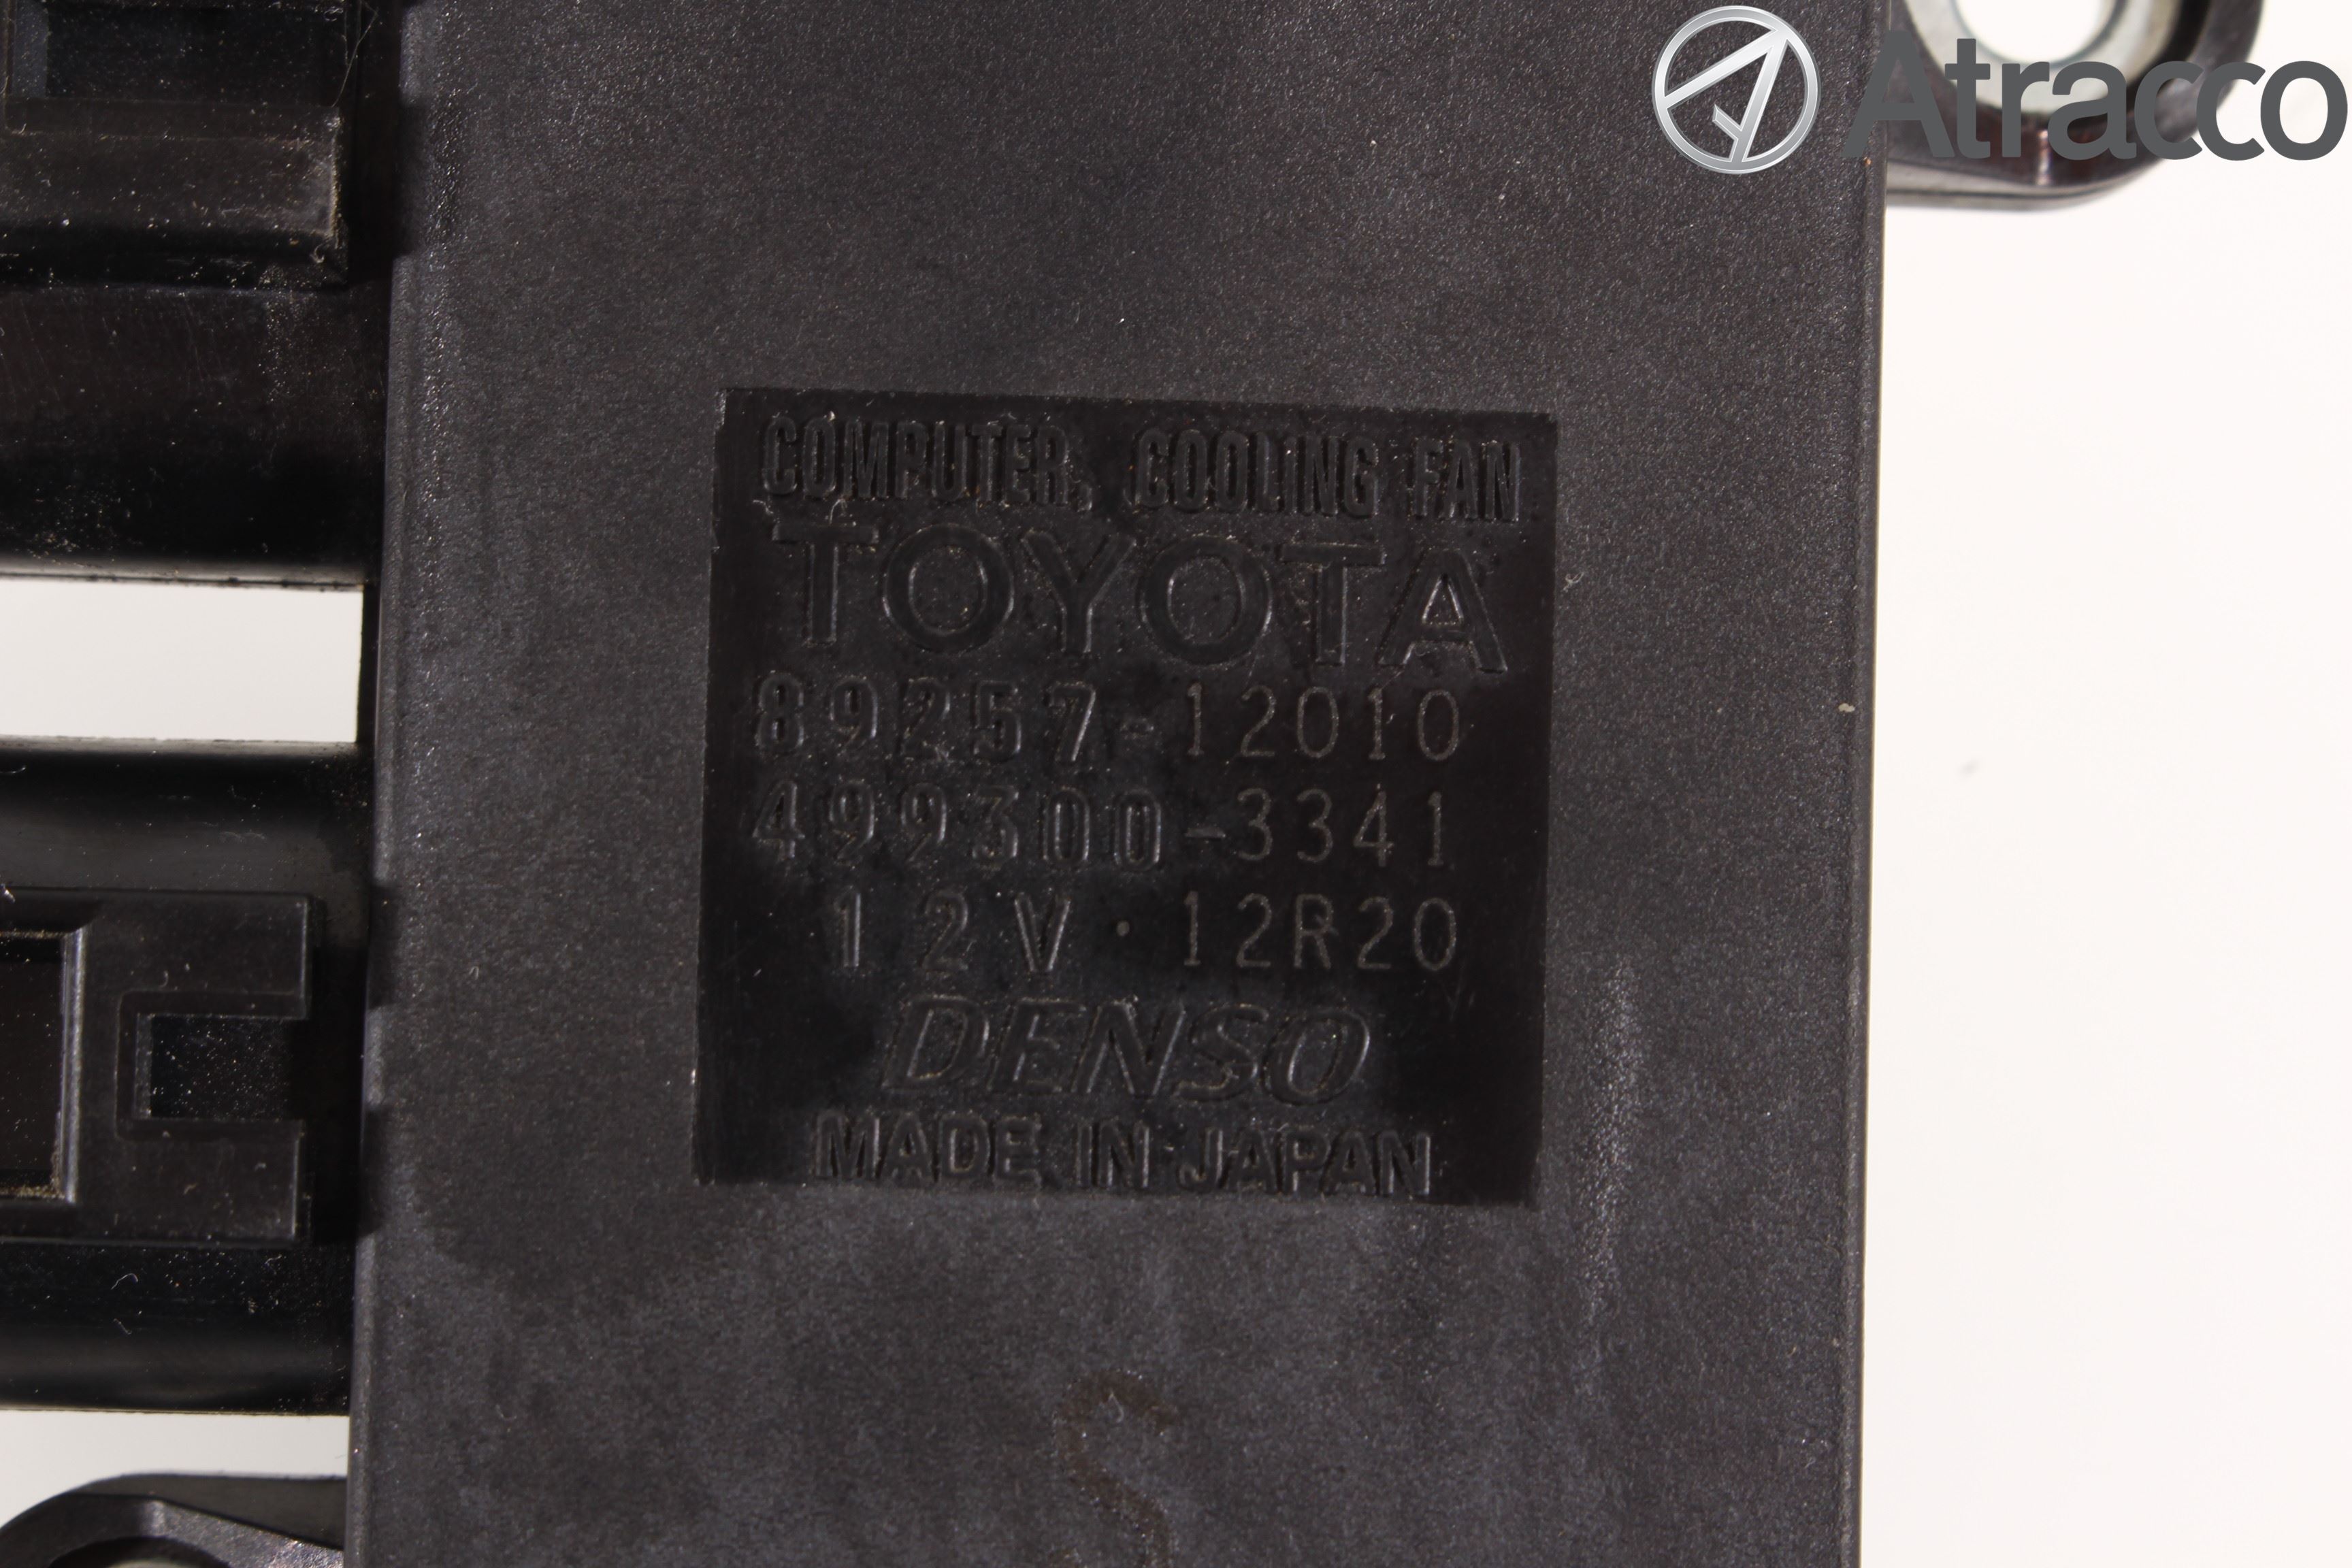 Atracco
COMPUTER, COOLING FAN
TOYOTA
89257-12010
499300-3341
12V · 12R20
DENSO
MADE IN JAPAN